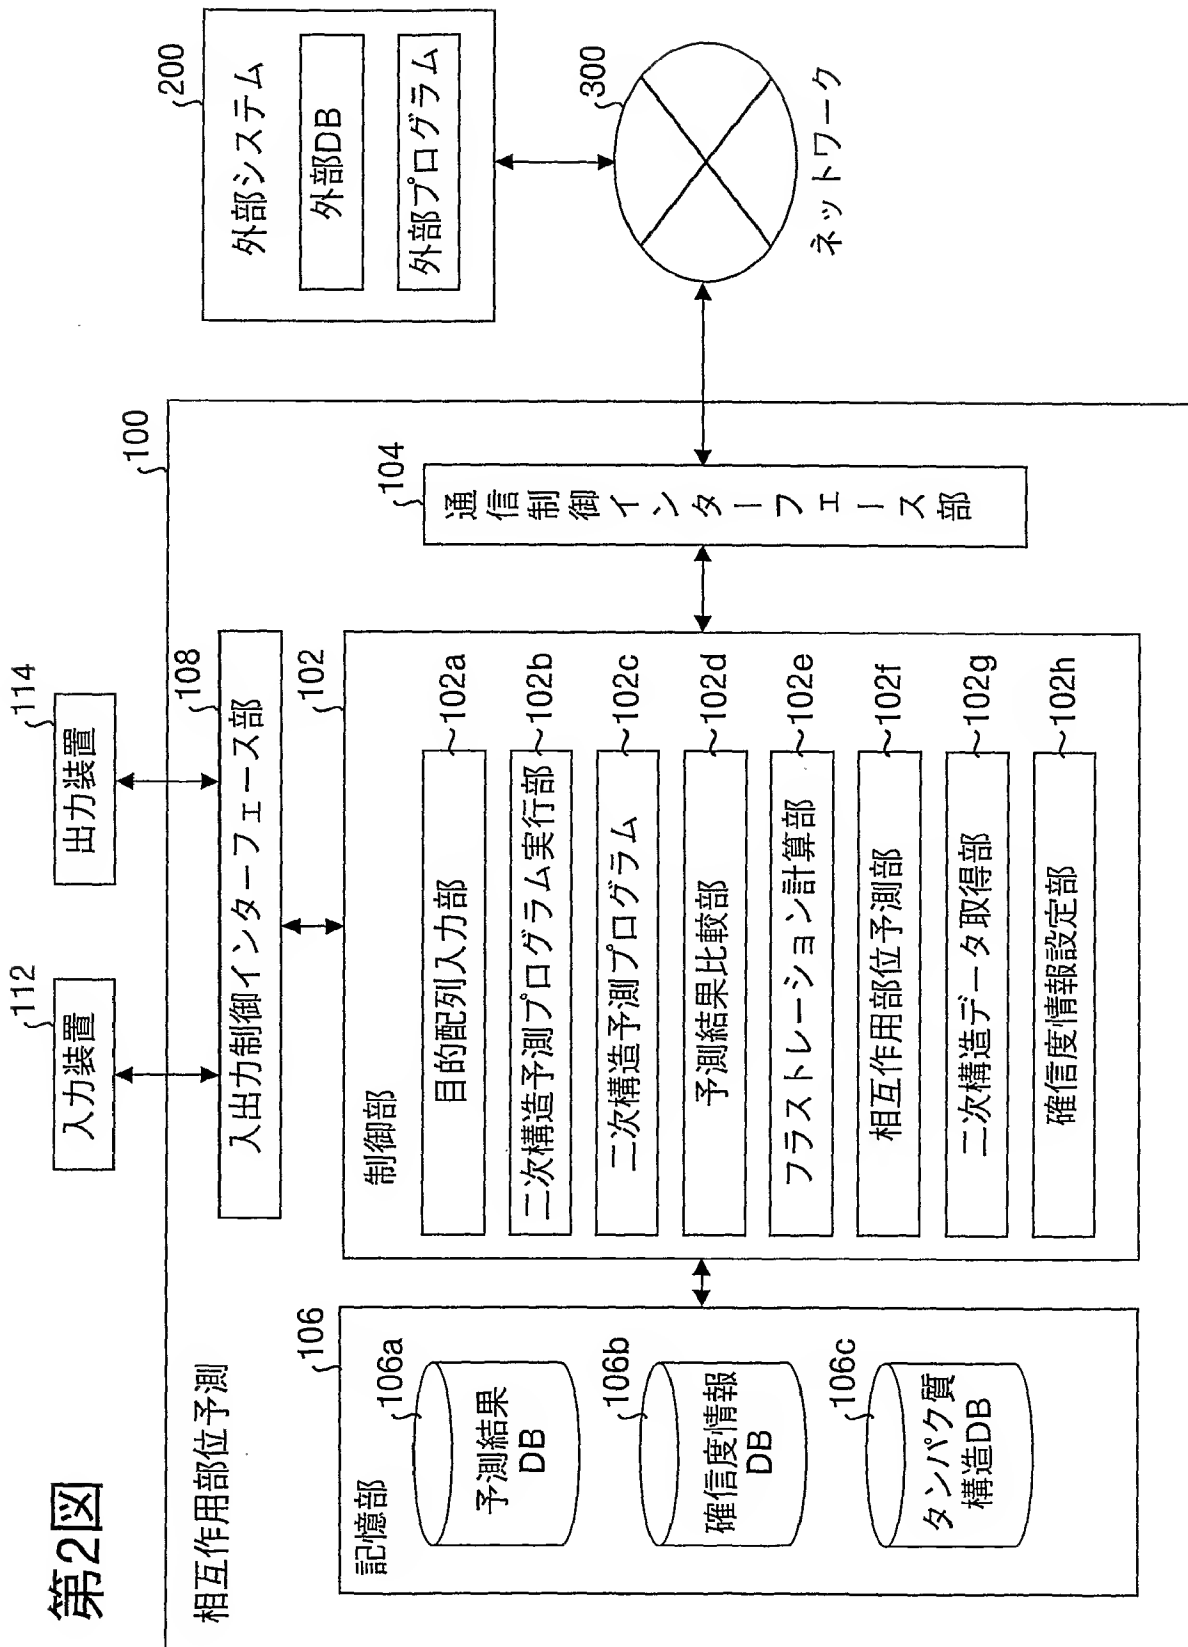 第2図
相互作用部位予測
100
入力装置
112
出力装置
114
入出力制御インターフェース部
108
記憶部
106
予測結果
DB
106a
確信度情報
DB
106b
タンパク質
構造DB
106c
制御部
102
目的配列入力部
~102a
二次構造予測プログラム実行部
~102b
二次構造予測プログラム
~102c
予測結果比較部
~102d
フラストレーション計算部
~102e
相互作用部位予測部
~102f
二次構造データ取得部
~102g
確信度情報設定部
~102h
通信制御インターフェース部
104
外部システム
200
外部DB
外部プログラム
300
ネットワーク